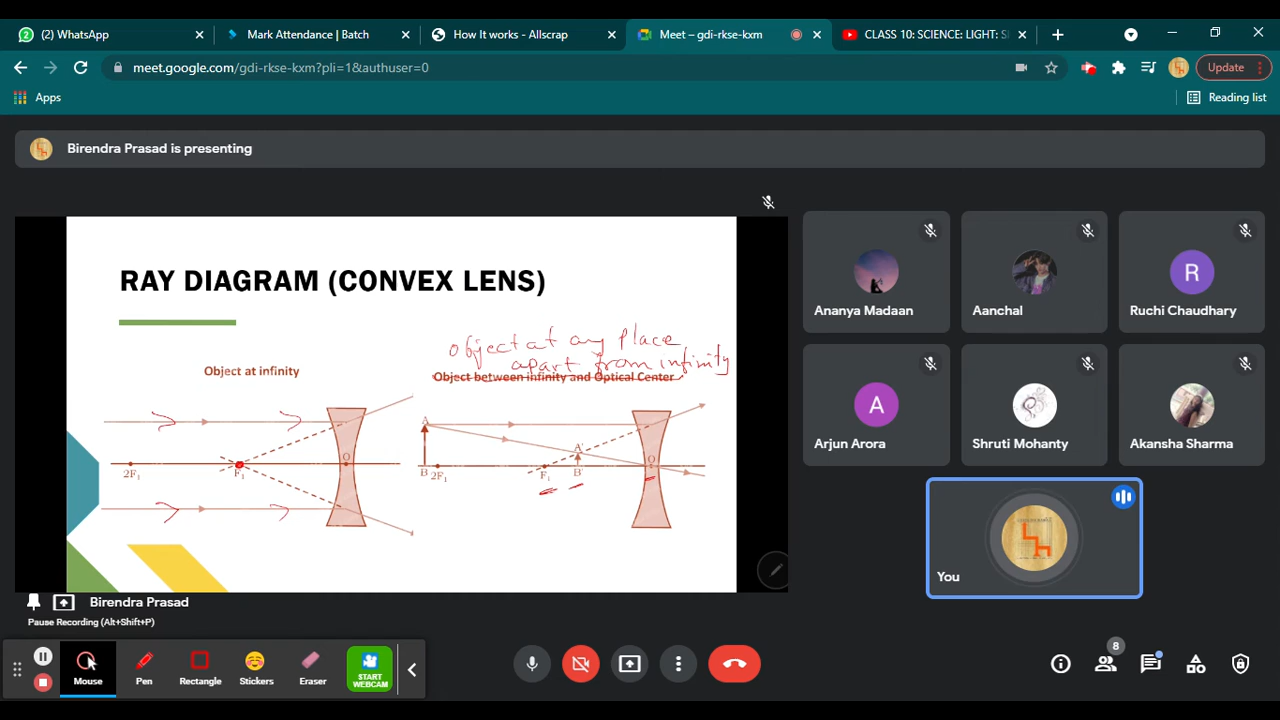 (2) WhatsApp
Mark Attendance | Batch
How It works - Allscrap
Meet – gdi-rkse-kxm
CLASS 10: SCIENCE: LIGHT: S
meet.google.com/gdi-rkse-kxm?pli=1&authuser=0
Update
Apps
Reading list
Birendra Prasad is presenting
RAY DIAGRAM (CONVEX LENS)
object at any place
apart from infinity
Object at infinity
Object between infinity and Optical Center
2F₁
F₁
O
A
B
2F₁
F₁
A'
B'
O
Ananya Madaan
Aanchal
R
Ruchi Chaudhary
A
Arjun Arora
Shruti Mohanty
Akansha Sharma
You
Birendra Prasad
Pause Recording (Alt+Shift+P)
Mouse
Pen
Rectangle
Stickers
Eraser
START
WEBCAM
8